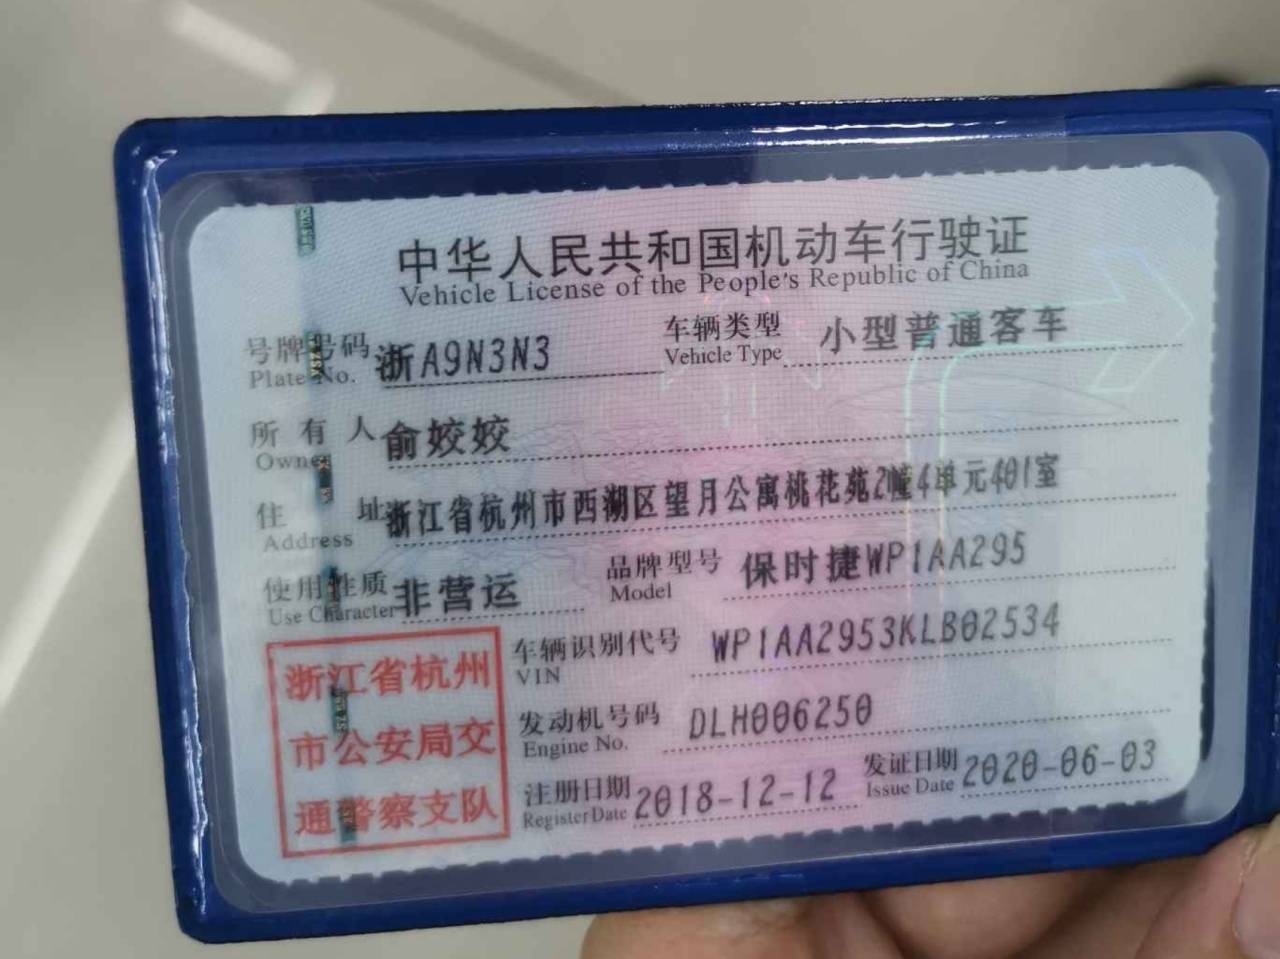 中华人民共和国机动车行驶证
Vehicle License of the People's Republic of China
号牌号码 浙A9N3N3 车辆类型 小型普通客车
Plate No. Vehicle Type
所有人 俞姣姣
Owner
住址 浙江省杭州市西湖区望月公寓桃花苑2幢4单元401室
Address
使用性质 非营运 品牌型号 保时捷WP1AA295
Use Character Model
车辆识别代号 WP1AA2953KLB02534
VIN
发动机号码 DLH006250
Engine No.
注册日期 2018-12-12 发证日期 2020-06-03
Register Date Issue Date
浙江省杭州
市公安局交
通警察支队